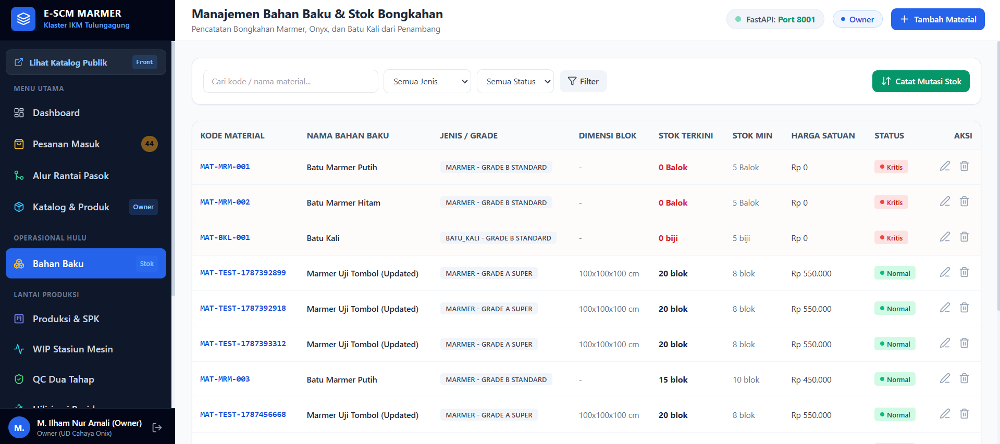 E-SCM MARMER
Klaster IKM Tulungagung
Lihat Katalog Publik Front
MENU UTAMA
Dashboard
Pesanan Masuk 44
Alur Rantai Pasok
Katalog & Produk Owner
OPERASIONAL HULU
Bahan Baku Stok
LANTAI PRODUKSI
Produksi & SPK
WIP Stasiun Mesin
QC Dua Tahap
M.
M. Ilham Nur Amali (Owner)
Owner (UD Cahaya Onix)
Manajemen Bahan Baku & Stok Bongkahan
Pencatatan Bongkahan Marmer, Onyx, dan Batu Kali dari Penambang
FastAPI: Port 8001
Owner
Tambah Material
Cari kode / nama material...
Semua Jenis
Semua Status
Filter
Catat Mutasi Stok
KODE MATERIAL NAMA BAHAN BAKU JENIS / GRADE DIMENSI BLOK STOK TERKINI STOK MIN HARGA SATUAN STATUS AKSI
MAT-MRM-001 Batu Marmer Putih MARMER - GRADE B STANDARD - 0 Balok 5 Balok Rp 0 Kritis
MAT-MRM-002 Batu Marmer Hitam MARMER - GRADE B STANDARD - 0 Balok 5 Balok Rp 0 Kritis
MAT-BKL-001 Batu Kali BATU_KALI - GRADE B STANDARD - 0 biji 5 biji Rp 0 Kritis
MAT-TEST-1787392899 Marmer Uji Tombol (Updated) MARMER - GRADE A SUPER 100x100x100 cm 20 blok 8 blok Rp 550.000 Normal
MAT-TEST-1787392918 Marmer Uji Tombol (Updated) MARMER - GRADE A SUPER 100x100x100 cm 20 blok 8 blok Rp 550.000 Normal
MAT-TEST-1787393312 Marmer Uji Tombol (Updated) MARMER - GRADE A SUPER 100x100x100 cm 20 blok 8 blok Rp 550.000 Normal
MAT-MRM-003 Batu Marmer Putih MARMER - GRADE B STANDARD - 15 blok 10 blok Rp 450.000 Normal
MAT-TEST-1787456668 Marmer Uji Tombol (Updated) MARMER - GRADE A SUPER 100x100x100 cm 20 blok 8 blok Rp 550.000 Normal